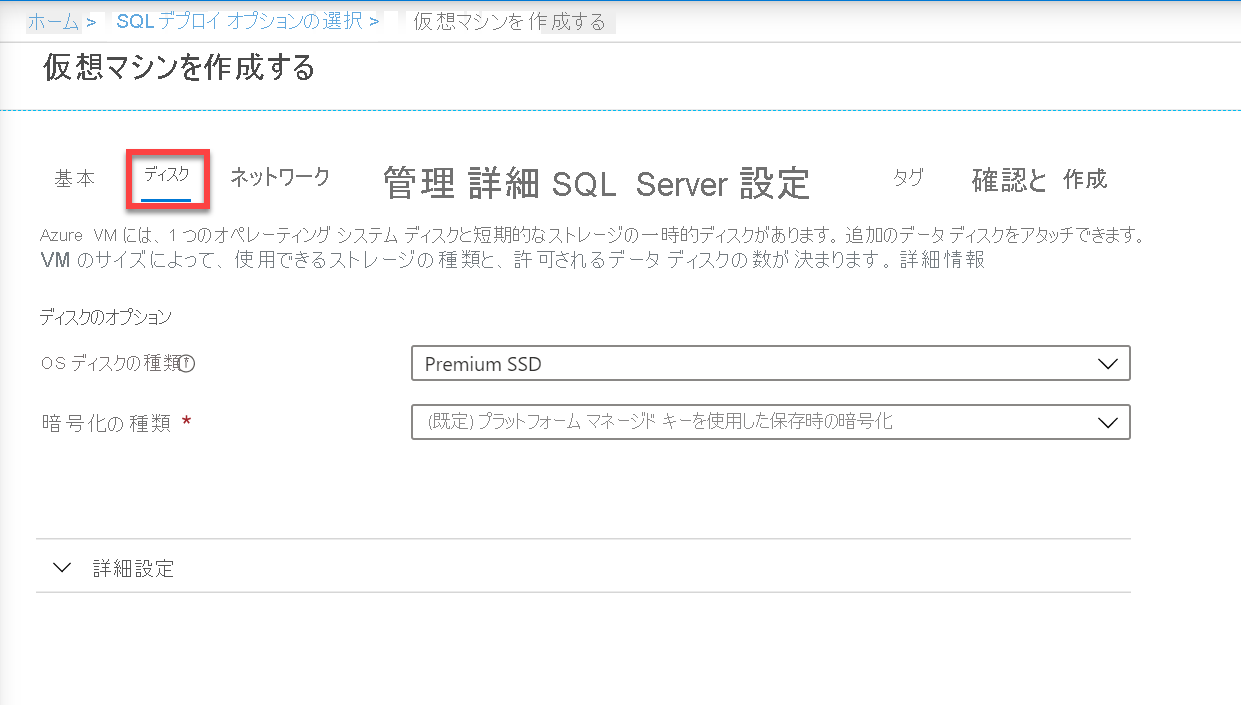 ホーム > SQL デプロイ オプションの選択 > 仮想マシンを作成する
仮想マシンを作成する
基本 ディスク ネットワーク 管理 詳細 SQL Server 設定 タグ 確認と 作成
Azure VM には、1 つのオペレーティング システム ディスクと短期的なストレージの一時的ディスクがあります。追加のデータ ディスクをアタッチできます。
VM のサイズによって、使用できるストレージの種類と、許可されるデータ ディスクの数が決まります。詳細情報
ディスクのオプション
OS ディスクの種類 Premium SSD
暗号化の種類 * (既定) プラットフォーム マネージド キーを使用した保存時の暗号化
詳細設定